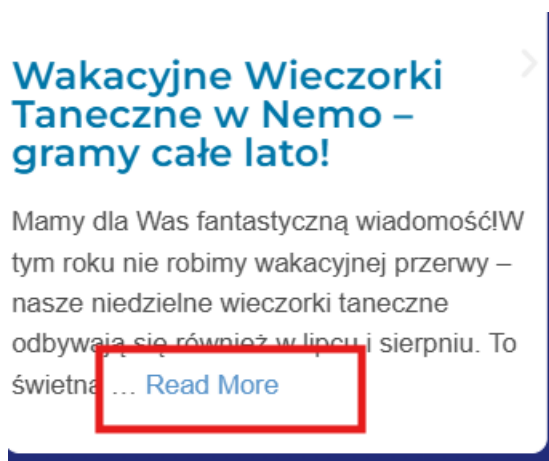 Wakacyjne Wieczorki
Taneczne w Nemo –
gramy całe lato!
Mamy dla Was fantastyczną wiadomość!W
tym roku nie robimy wakacyjnej przerwy –
nasze niedzielne wieczorki taneczne
odbywają się również w lipcu i sierpniu. To
świetna … Read More